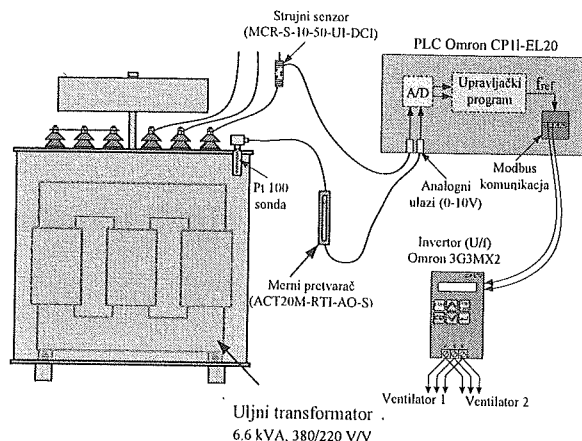 Strujni senzor
(MCR-S-10-50-UI-DCI)
PLC Omron CP1l-EL20
A/D
Upravljački
program
fref
Modbus
komunikacja
Analogni
ulazi (0-10V)
Pt 100
sonda
Merni pretvarač
(ACT20M-RTI-AO-S)
Invertor (U/f)
Omron 3G3MX2
Ventilator 1
Ventilator 2
Uljni transformator
6.6 kVA, 380/220 V/V